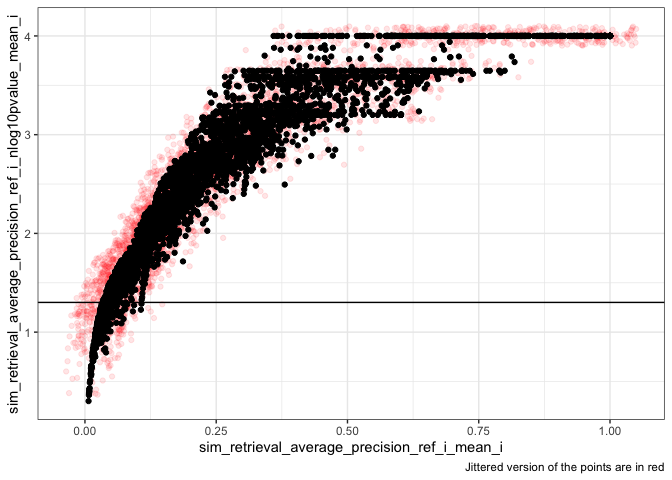 sim_retrieval_average_precision_ref_i_nlog10pvalue_mean_i
4
3
2
1
0.00 0.25 0.50 0.75 1.00
sim_retrieval_average_precision_ref_i_mean_i
Jittered version of the points are in red